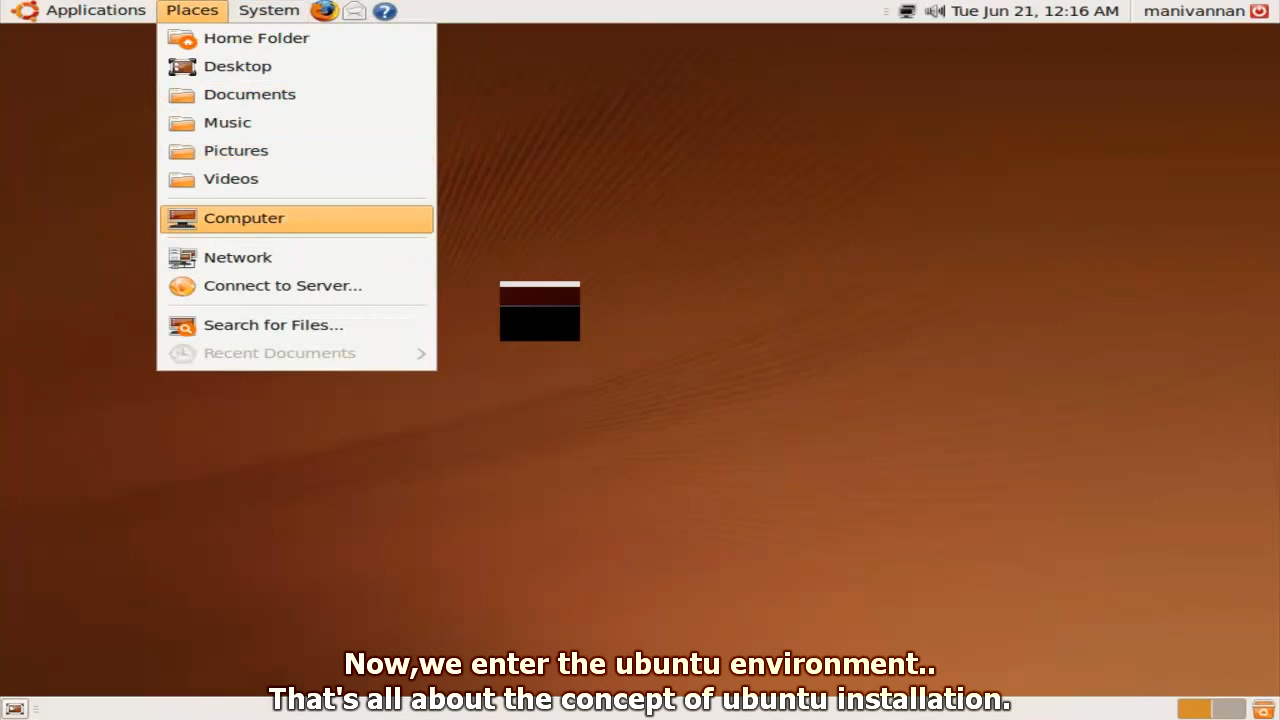 Applications Places System Tue Jun 21, 12:16 AM manivannan
Home Folder
Desktop
Documents
Music
Pictures
Videos
Computer
Network
Connect to Server...
Search for Files...
Recent Documents
Now,we enter the ubuntu environment..
That's all about the concept of ubuntu installation.